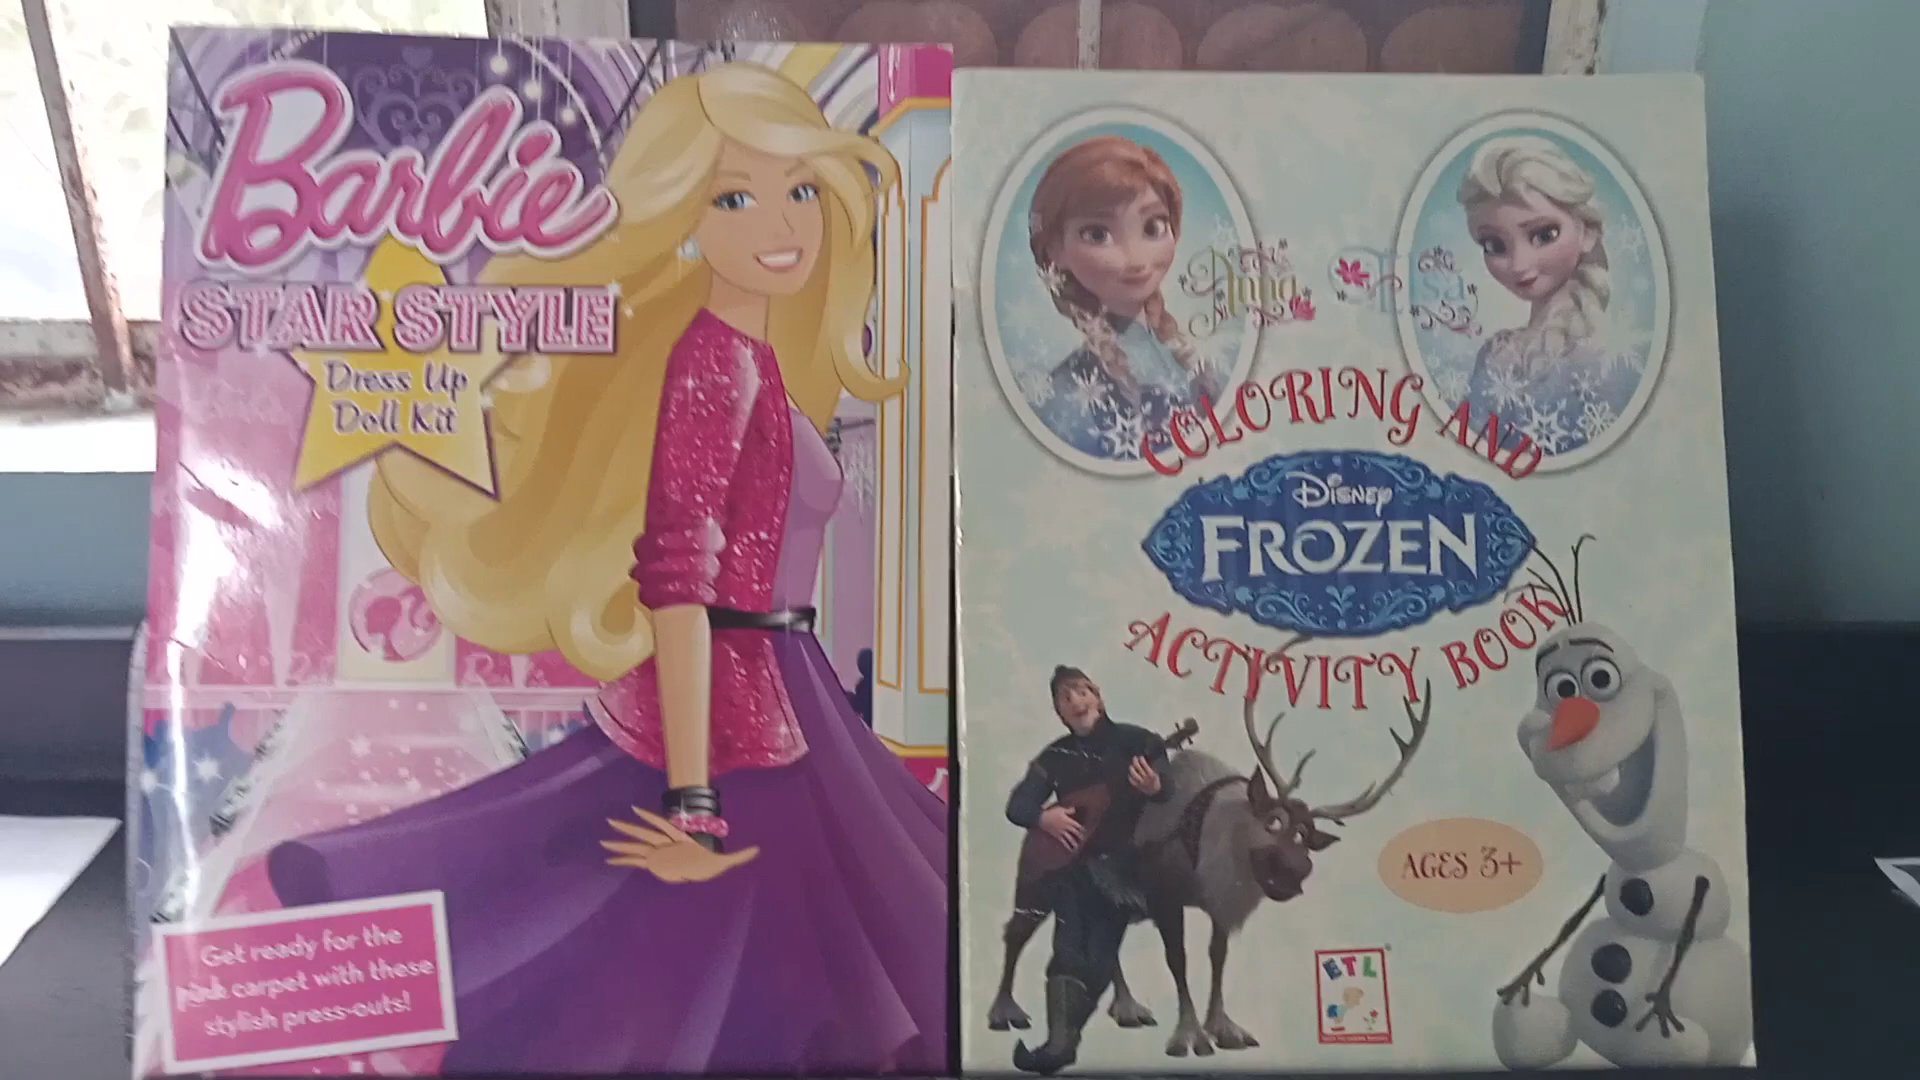 Barbie
STAR STYLE
Dress Up
Doll Kit
Get ready for the
pink carpet with these
stylish press-outs!
Anna
Elsa
COLORING AND
DISNEY
FROZEN
ACTIVITY BOOK
AGES 3+
ETL